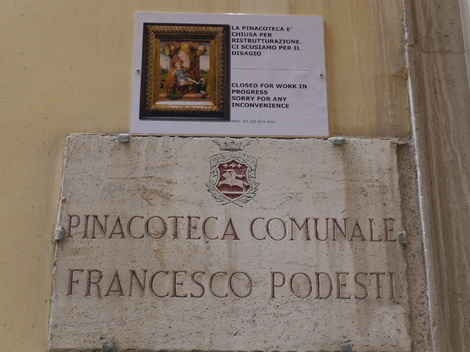 LA PINACOTECA E'
CHIUSA PER
RISTRUTTURAZIONE.
CI SCUSIAMO PER IL
DISAGIO
CLOSED FOR WORK IN
PROGRESS
SORRY FOR ANY
INCONVENIENCE
PINACOTECA COMUNALE
FRANCESCO PODESTI